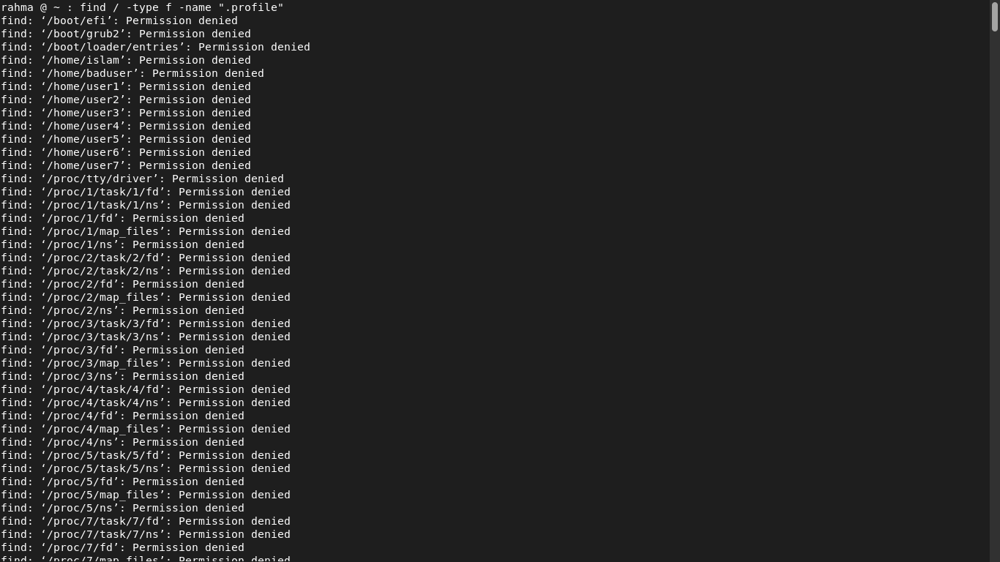 rahma @ ~ : find / -type f -name ".profile"
find: ‘/boot/efi’: Permission denied
find: ‘/boot/grub2’: Permission denied
find: ‘/boot/loader/entries’: Permission denied
find: ‘/home/islam’: Permission denied
find: ‘/home/baduser’: Permission denied
find: ‘/home/user1’: Permission denied
find: ‘/home/user2’: Permission denied
find: ‘/home/user3’: Permission denied
find: ‘/home/user4’: Permission denied
find: ‘/home/user5’: Permission denied
find: ‘/home/user6’: Permission denied
find: ‘/home/user7’: Permission denied
find: ‘/proc/tty/driver’: Permission denied
find: ‘/proc/1/task/1/fd’: Permission denied
find: ‘/proc/1/task/1/ns’: Permission denied
find: ‘/proc/1/fd’: Permission denied
find: ‘/proc/1/map_files’: Permission denied
find: ‘/proc/1/ns’: Permission denied
find: ‘/proc/2/task/2/fd’: Permission denied
find: ‘/proc/2/task/2/ns’: Permission denied
find: ‘/proc/2/fd’: Permission denied
find: ‘/proc/2/map_files’: Permission denied
find: ‘/proc/2/ns’: Permission denied
find: ‘/proc/3/task/3/fd’: Permission denied
find: ‘/proc/3/task/3/ns’: Permission denied
find: ‘/proc/3/fd’: Permission denied
find: ‘/proc/3/map_files’: Permission denied
find: ‘/proc/3/ns’: Permission denied
find: ‘/proc/4/task/4/fd’: Permission denied
find: ‘/proc/4/task/4/ns’: Permission denied
find: ‘/proc/4/fd’: Permission denied
find: ‘/proc/4/map_files’: Permission denied
find: ‘/proc/4/ns’: Permission denied
find: ‘/proc/5/task/5/fd’: Permission denied
find: ‘/proc/5/task/5/ns’: Permission denied
find: ‘/proc/5/fd’: Permission denied
find: ‘/proc/5/map_files’: Permission denied
find: ‘/proc/5/ns’: Permission denied
find: ‘/proc/7/task/7/fd’: Permission denied
find: ‘/proc/7/task/7/ns’: Permission denied
find: ‘/proc/7/fd’: Permission denied
find: ‘/proc/7/map_files’: Permission denied